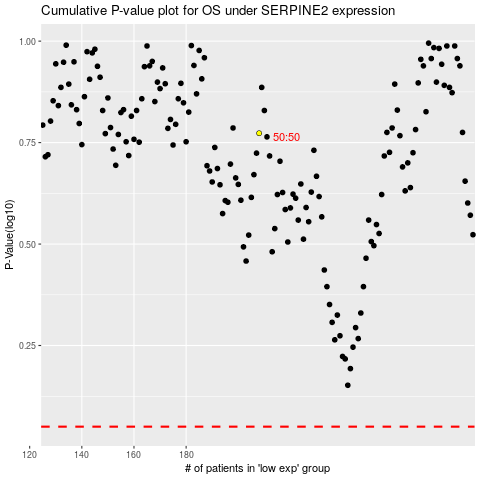 Cumulative P-value plot for OS under SERPINE2 expression
1.00
0.75
50:50
0.50
0.25
P-Value(log10)
120 140 160 180
# of patients in 'low exp' group